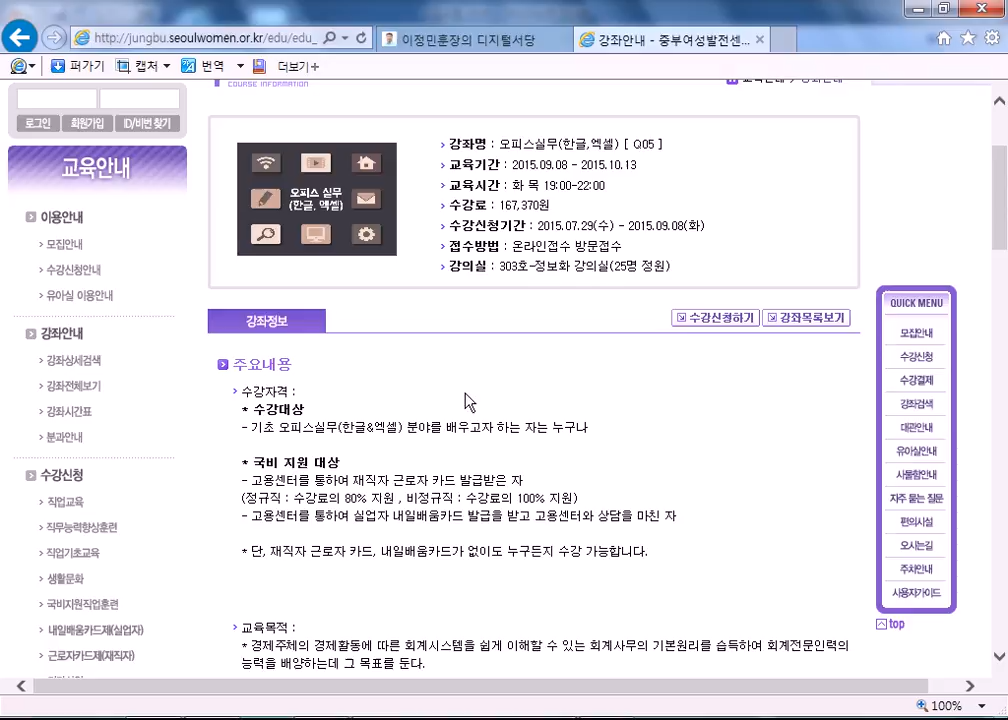 http://jungbu.seoulwomen.or.kr/edu/edu_
이정민훈장의 디지털서당
강좌안내 - 중부여성발전센...
퍼가기
캡처
번역
더보기+
COURSE INFORMATION
로그인
회원가입
ID/비번 찾기
교육안내
이용안내
모집안내
수강신청안내
유아실 이용안내
강좌안내
강좌상세검색
강좌전체보기
강좌시간표
분과안내
수강신청
직업교육
직무능력향상훈련
직업기초교육
생활문화
국비지원직업훈련
내일배움카드제(실업자)
근로자카드제(재직자)
오피스 실무
(한글, 엑셀)
강좌명 : 오피스실무(한글,엑셀) [ Q05 ]
교육기간 : 2015.09.08 - 2015.10.13
교육시간 : 화 목 19:00-22:00
수강료 : 167,370원
수강신청기간 : 2015.07.29(수) - 2015.09.08(화)
접수방법 : 온라인접수 방문접수
강의실 : 303호-정보화 강의실(25명 정원)
강좌정보
수강신청하기
강좌목록보기
주요내용
수강자격 :
* 수강대상
- 기초 오피스실무(한글&엑셀) 분야를 배우고자 하는 자는 누구나
* 국비 지원 대상
- 고용센터를 통하여 재직자 근로자 카드 발급받은 자
(정규직 : 수강료의 80% 지원 , 비정규직 : 수강료의 100% 지원)
- 고용센터를 통하여 실업자 내일배움카드 발급을 받고 고용센터와 상담을 마친 자
* 단, 재직자 근로자 카드, 내일배움카드가 없이도 누구든지 수강 가능합니다.
교육목적 :
* 경제주체의 경제활동에 따른 회계시스템을 쉽게 이해할 수 있는 회계사무의 기본원리를 습득하여 회계전문인력의
능력을 배양하는데 그 목표를 둔다.
QUICK MENU
모집안내
수강신청
수강결제
강좌검색
대관안내
유아실안내
사물함안내
자주 묻는 질문
편의시설
오시는길
주차안내
사용자가이드
top
100%